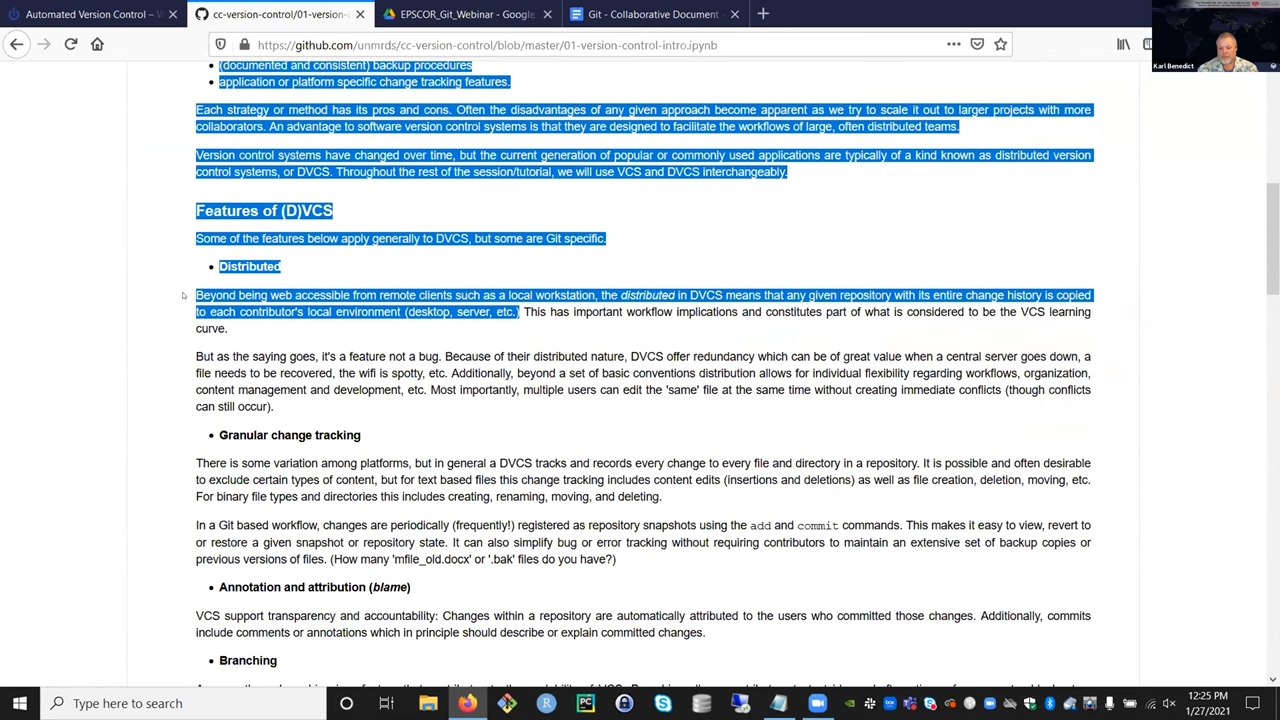 Automated Version Control – V
cc-version-control/01-version-
EPSCOR_Git_Webinar - Google
Git - Collaborative Document -
https://github.com/unmrds/cc-version-control/blob/master/01-version-control-intro.ipynb
Karl Benedict
• (documented and consistent) backup procedures
• application or platform specific change tracking features.
Each strategy or method has its pros and cons. Often the disadvantages of any given approach become apparent as we try to scale it out to larger projects with more
collaborators. An advantage to software version control systems is that they are designed to facilitate the workflows of large, often distributed teams.
Version control systems have changed over time, but the current generation of popular or commonly used applications are typically of a kind known as distributed version
control systems, or DVCS. Throughout the rest of the session/tutorial, we will use VCS and DVCS interchangeably.
Features of (D)VCS
Some of the features below apply generally to DVCS, but some are Git specific.
• Distributed
Beyond being web accessible from remote clients such as a local workstation, the distributed in DVCS means that any given repository with its entire change history is copied
to each contributor's local environment (desktop, server, etc.) This has important workflow implications and constitutes part of what is considered to be the VCS learning
curve.
But as the saying goes, it's a feature not a bug. Because of their distributed nature, DVCS offer redundancy which can be of great value when a central server goes down, a
file needs to be recovered, the wifi is spotty, etc. Additionally, beyond a set of basic conventions distribution allows for individual flexibility regarding workflows, organization,
content management and development, etc. Most importantly, multiple users can edit the 'same' file at the same time without creating immediate conflicts (though conflicts
can still occur).
• Granular change tracking
There is some variation among platforms, but in general a DVCS tracks and records every change to every file and directory in a repository. It is possible and often desirable
to exclude certain types of content, but for text based files this change tracking includes content edits (insertions and deletions) as well as file creation, deletion, moving, etc.
For binary file types and directories this includes creating, renaming, moving, and deleting.
In a Git based workflow, changes are periodically (frequently!) registered as repository snapshots using the add and commit commands. This makes it easy to view, revert to
or restore a given snapshot or repository state. It can also simplify bug or error tracking without requiring contributors to maintain an extensive set of backup copies or
previous versions of files. (How many 'mfile_old.docx' or '.bak' files do you have?)
• Annotation and attribution (blame)
VCS support transparency and accountability: Changes within a repository are automatically attributed to the users who committed those changes. Additionally, commits
include comments or annotations which in principle should describe or explain committed changes.
• Branching
Type here to search
12:25 PM
1/27/2021